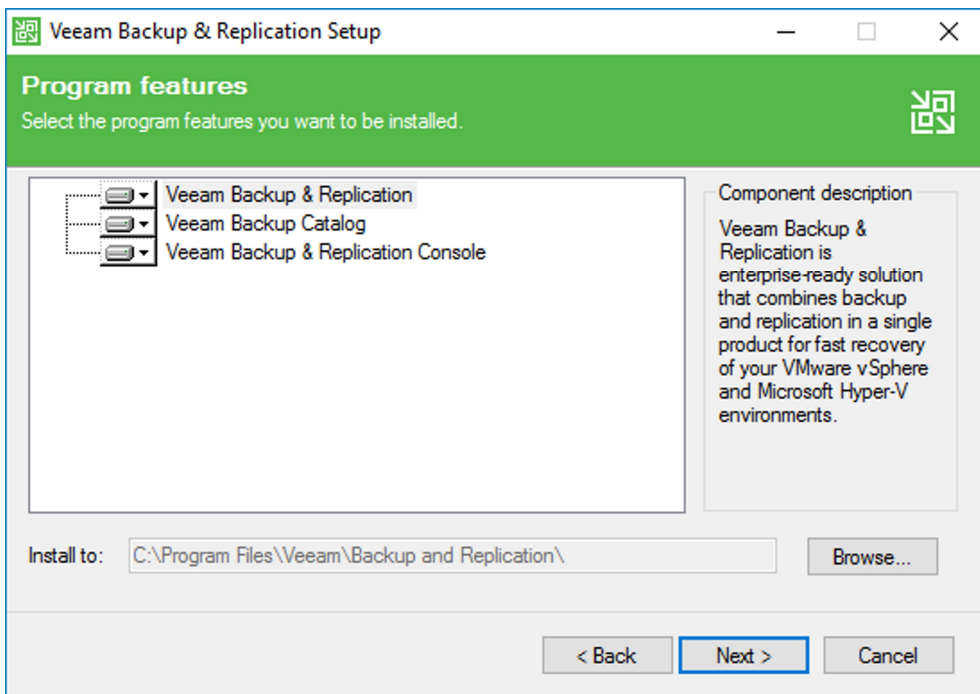 Veeam Backup & Replication Setup
Program features
Select the program features you want to be installed.
Veeam Backup & Replication
Veeam Backup Catalog
Veeam Backup & Replication Console
Component description
Veeam Backup &
Replication is
enterprise-ready solution
that combines backup
and replication in a single
product for fast recovery
of your VMware vSphere
and Microsoft Hyper-V
environments.
Install to:
C:\Program Files\Veeam\Backup and Replication\
Browse...
< Back
Next >
Cancel